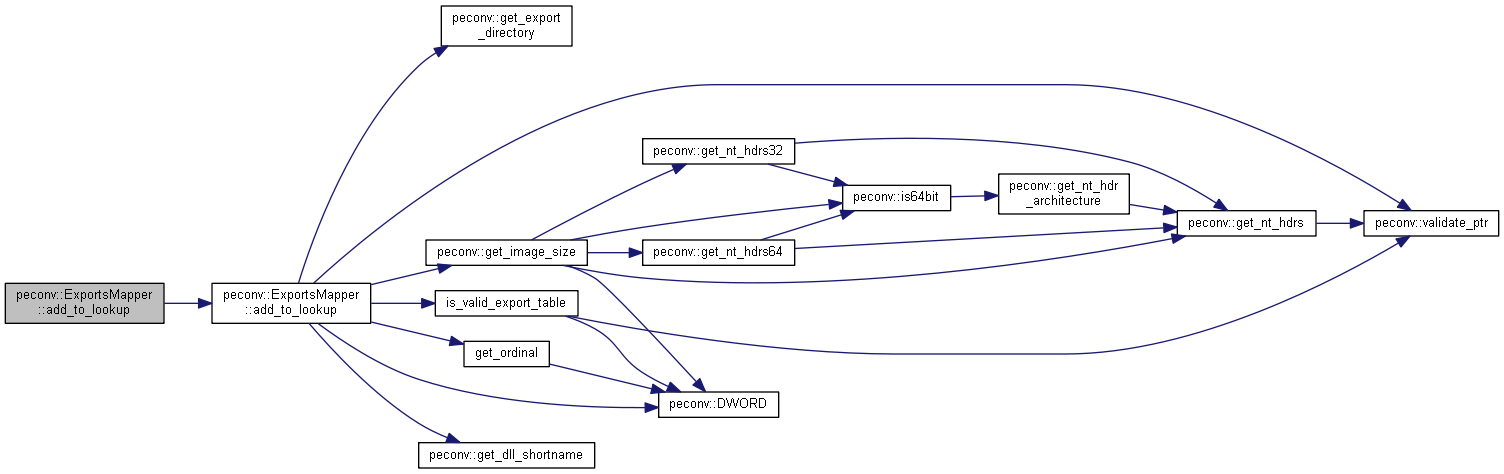 peconv::ExportsMapper
::add_to_lookup
peconv::ExportsMapper
::add_to_lookup
peconv::get_export
_directory
peconv::get_image_size
is_valid_export_table
get_ordinal
peconv::get_dll_shortname
peconv::get_nt_hdrs32
peconv::get_nt_hdrs64
peconv::DWORD
peconv::is64bit
peconv::get_nt_hdr
_architecture
peconv::get_nt_hdrs
peconv::validate_ptr